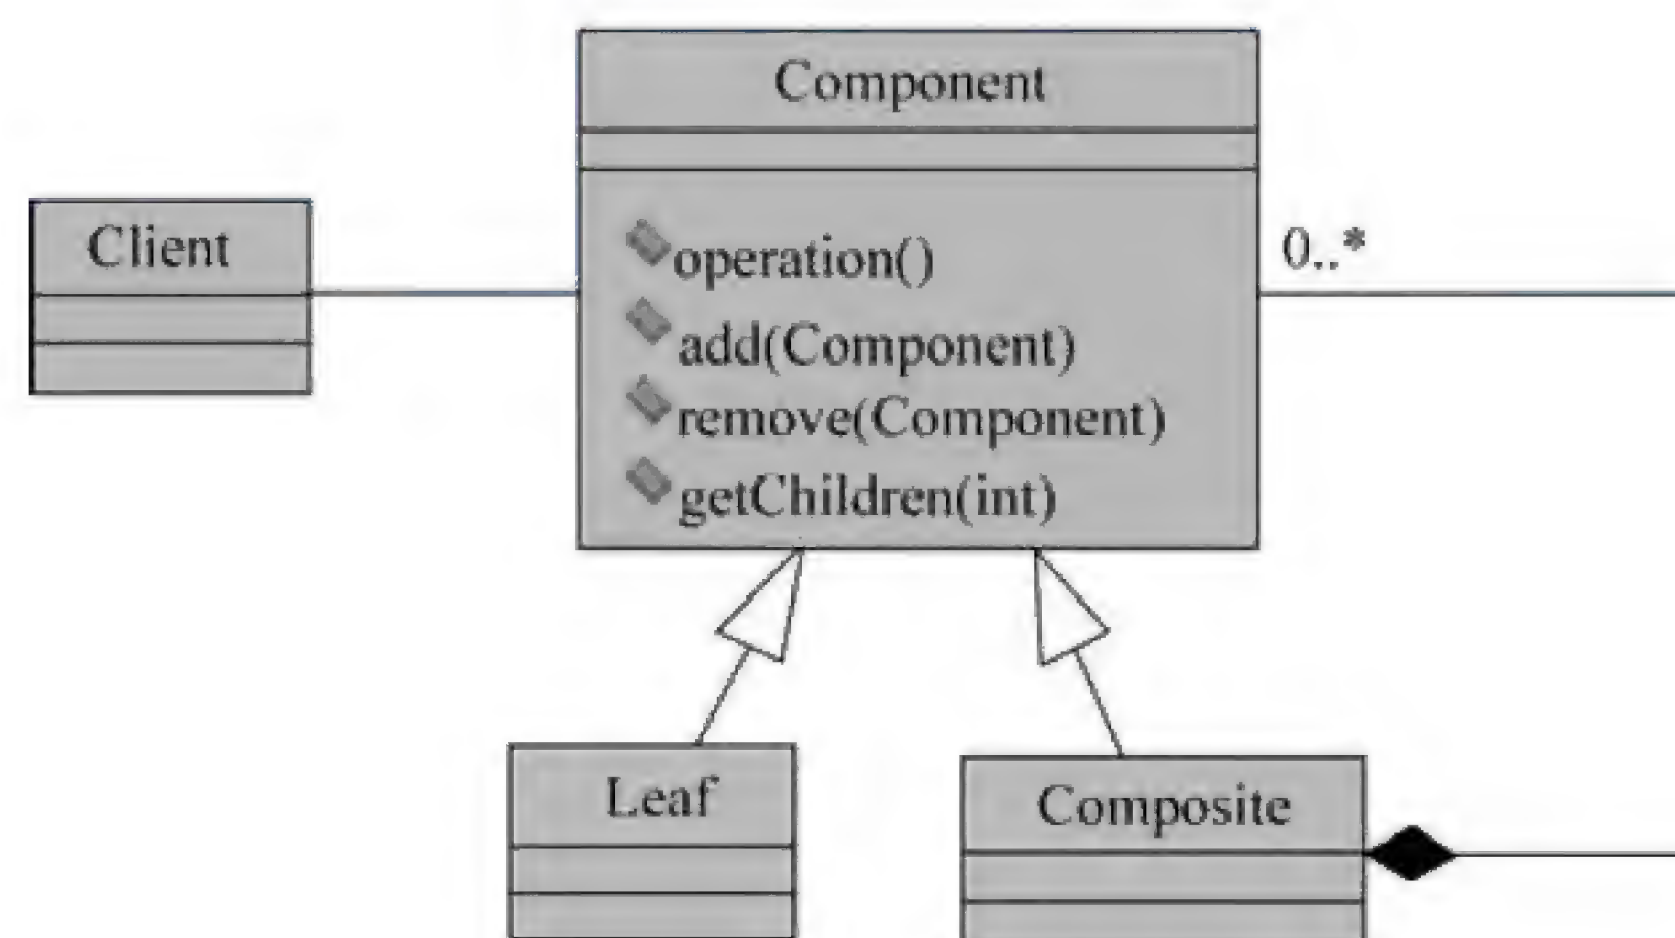 Component
Client
operation()
0..*
add(Component)
remove(Component)
getChildren(int)
Leaf
Composite